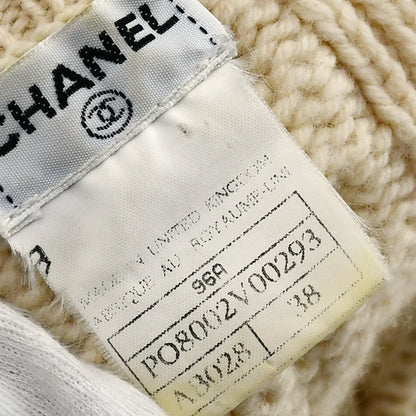 CHANEL
MADE IN UNITED KINGDOM
FABRIQUE AU ROYAUME-UNI
96A
P08002V00293
A3028 38